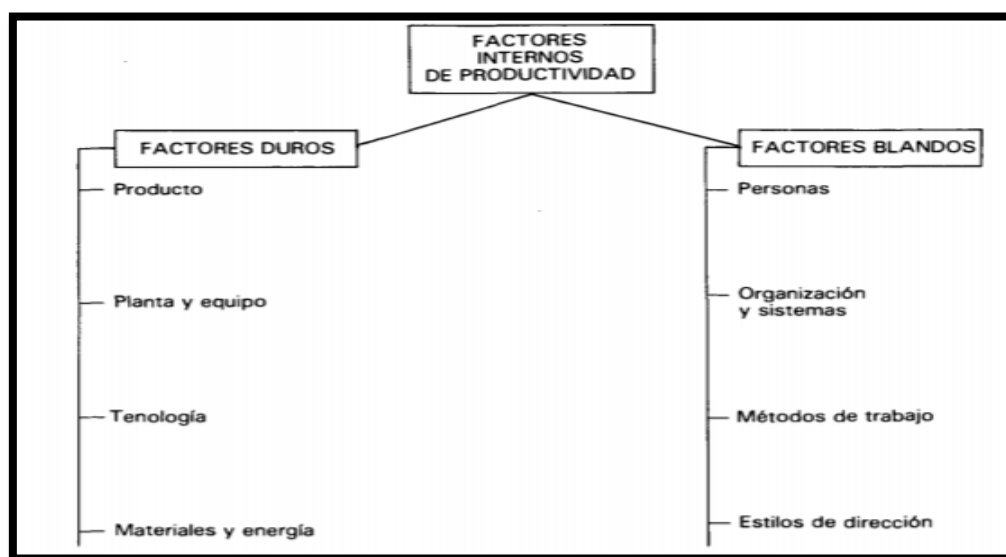 FACTORES
INTERNOS
DE PRODUCTIVIDAD
FACTORES DUROS
Producto
Planta y equipo
Tenología
Materiales y energía
FACTORES BLANDOS
Personas
Organización
y sistemas
Métodos de trabajo
Estilos de dirección